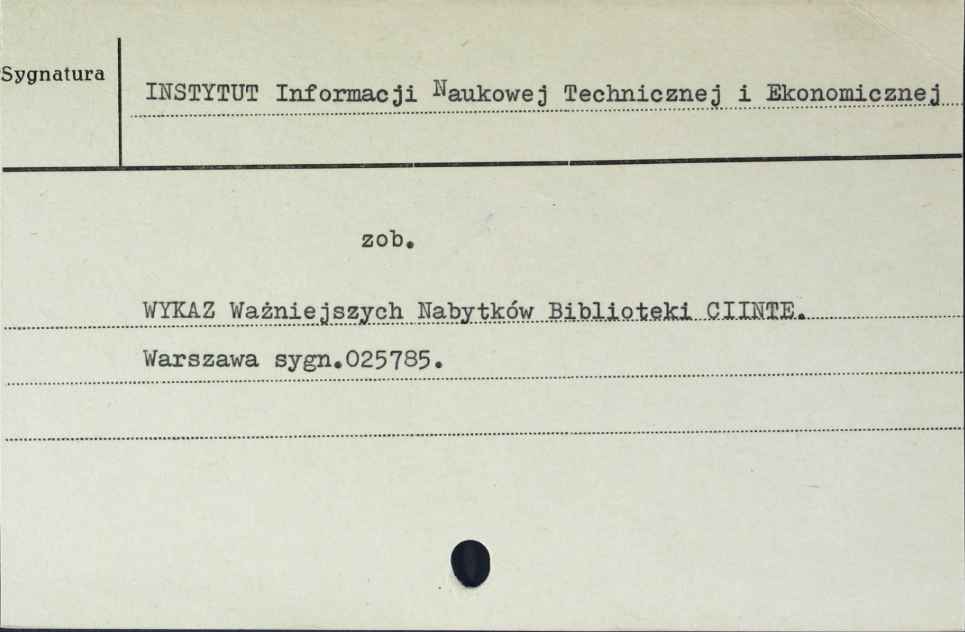 Sygnatura
INSTYTUT Informacji Naukowej Technicznej i Ekonomicznej
zob.
WYKAZ Ważniejszych Nabytków Biblioteki CIINTE.
Warszawa sygn.025785.